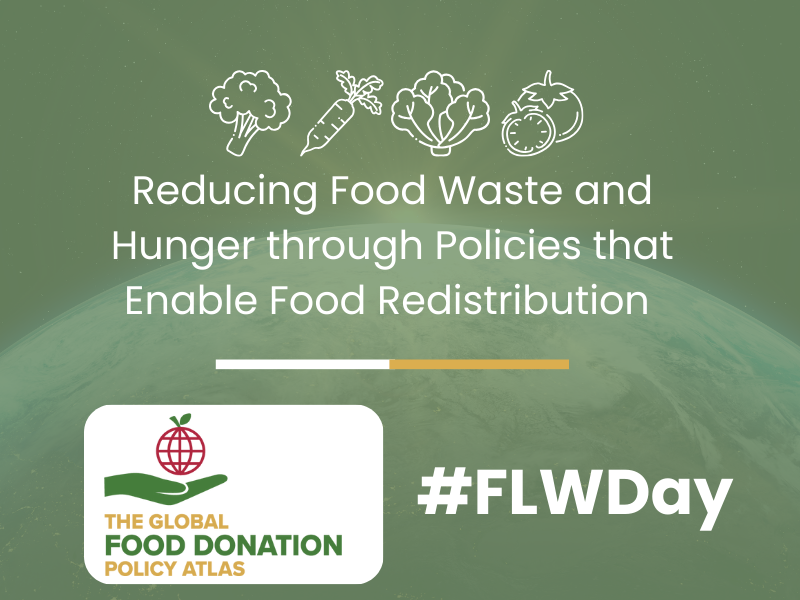 Reducing Food Waste and
Hunger through Policies that
Enable Food Redistribution
THE GLOBAL
FOOD DONATION
POLICY ATLAS
#FLWDay